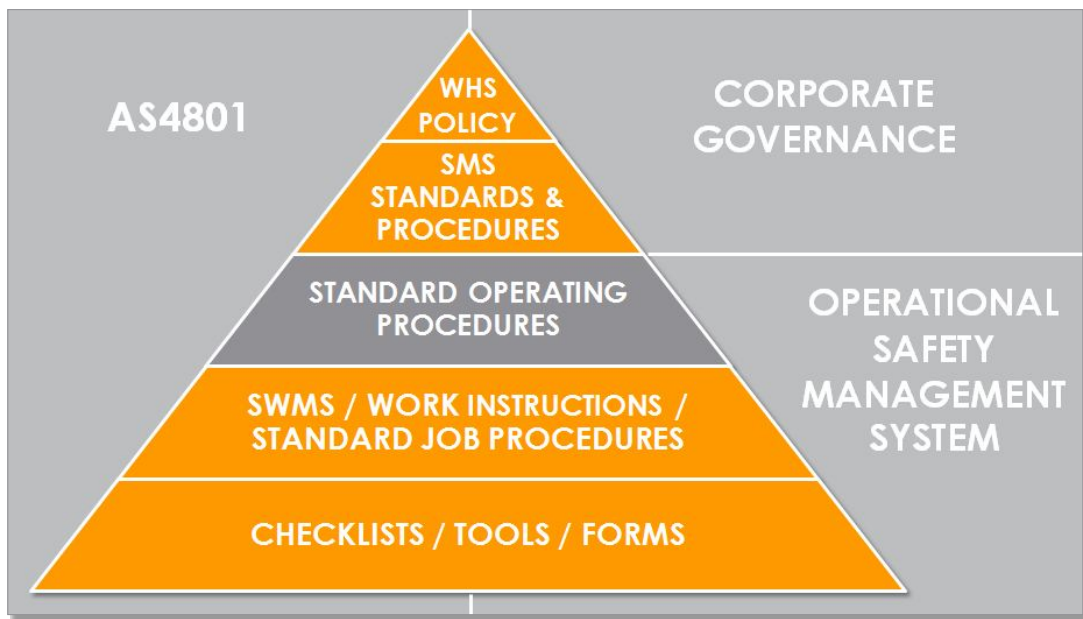 AS4801
WHS
POLICY
SMS
STANDARDS &
PROCEDURES
STANDARD OPERATING
PROCEDURES
SWMS / WORK INSTRUCTIONS /
STANDARD JOB PROCEDURES
CHECKLISTS / TOOLS / FORMS
CORPORATE
GOVERNANCE
OPERATIONAL
SAFETY
MANAGEMENT
SYSTEM